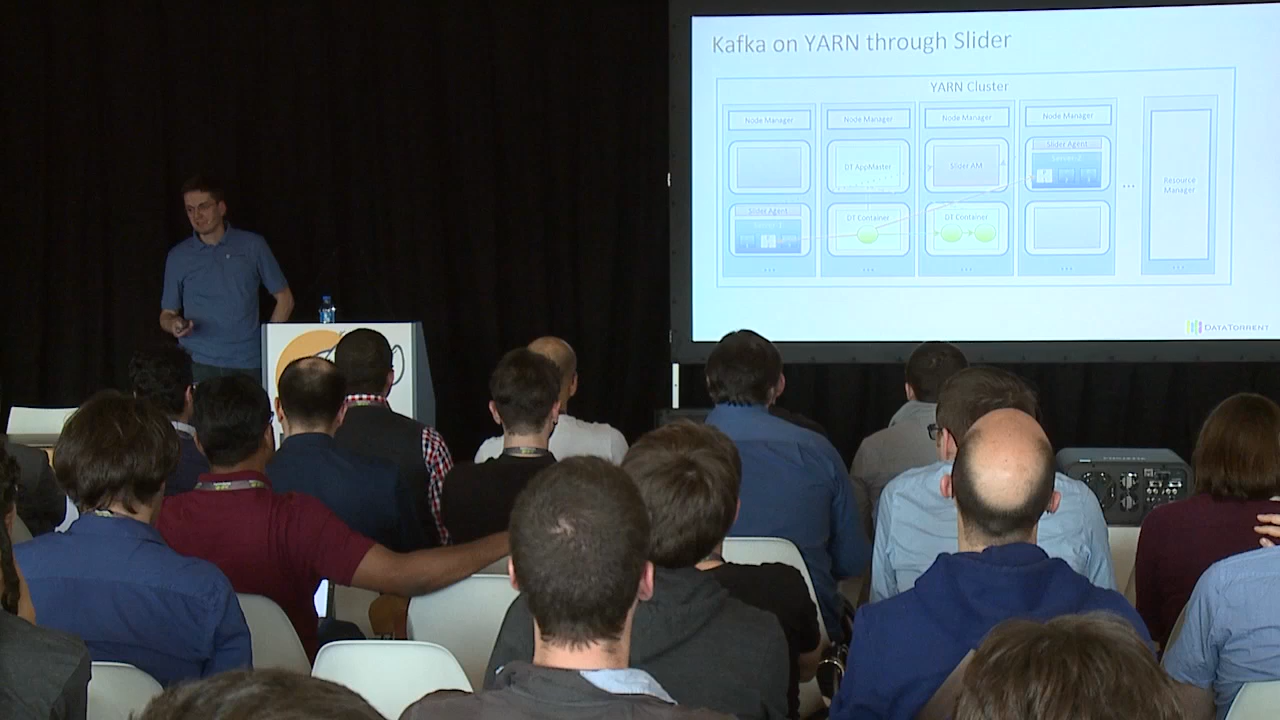 Kafka on YARN through Slider
YARN Cluster
Node Manager
Node Manager
Node Manager
Node Manager
DT AppMaster
Slider AM
Slider Agent
Resource
Manager
Slider Agent
DT Container
DT Container
...
...
...
...
...
...
DATATORRENT